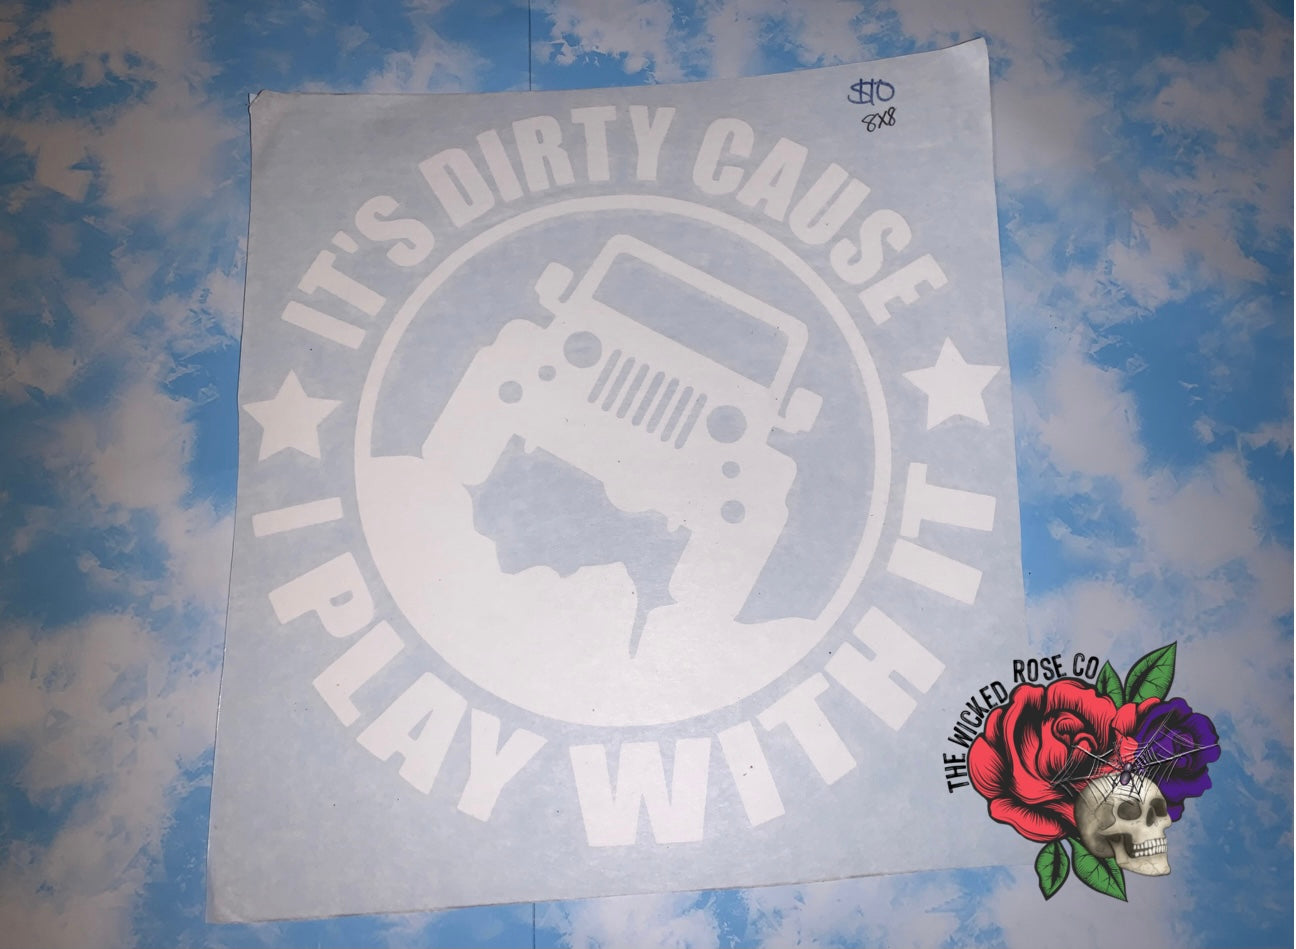 $10
8x8
IT'S DIRTY CAUSE
I PLAY WITH IT
THE WICKED ROSE CO